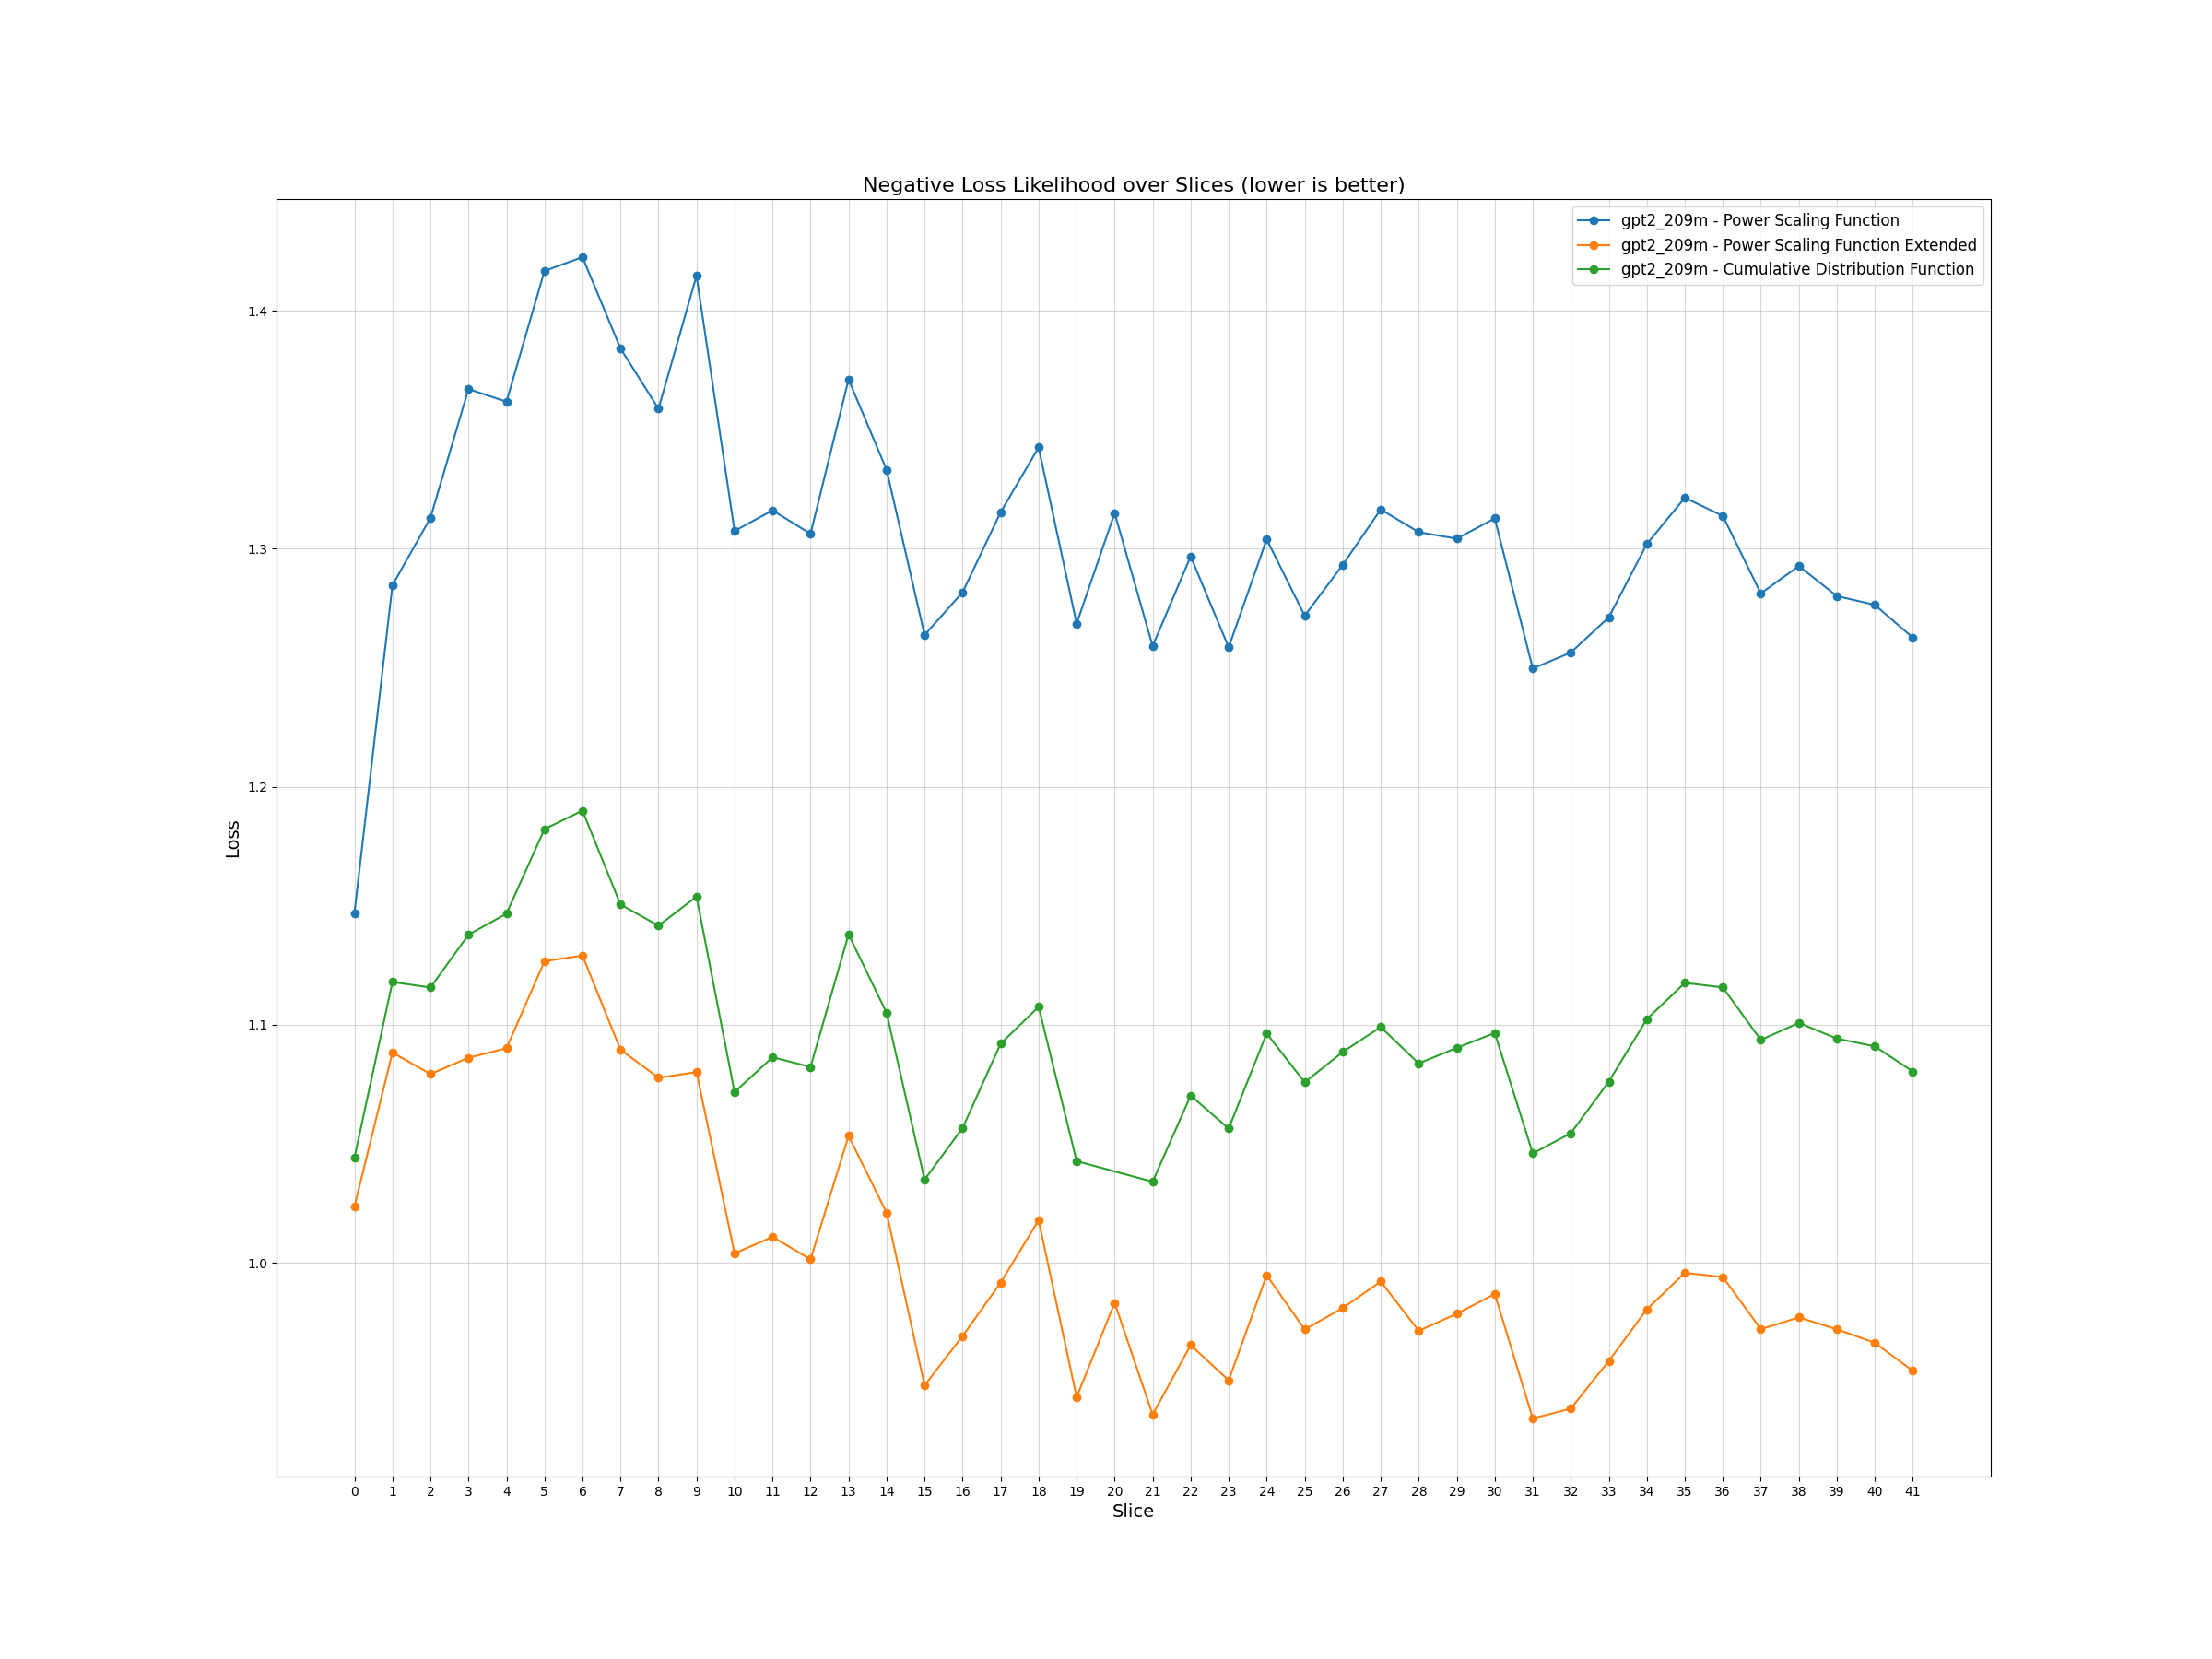 Negative Loss Likelihood over Slices (lower is better)
gpt2_209m - Power Scaling Function
gpt2_209m - Power Scaling Function Extended
gpt2_209m - Cumulative Distribution Function
1.4
1.3
1.2
1.1
1.0
Loss
0 1 2 3 4 5 6 7 8 9 10 11 12 13 14 15 16 17 18 19 20 21 22 23 24 25 26 27 28 29 30 31 32 33 34 35 36 37 38 39 40 41
Slice